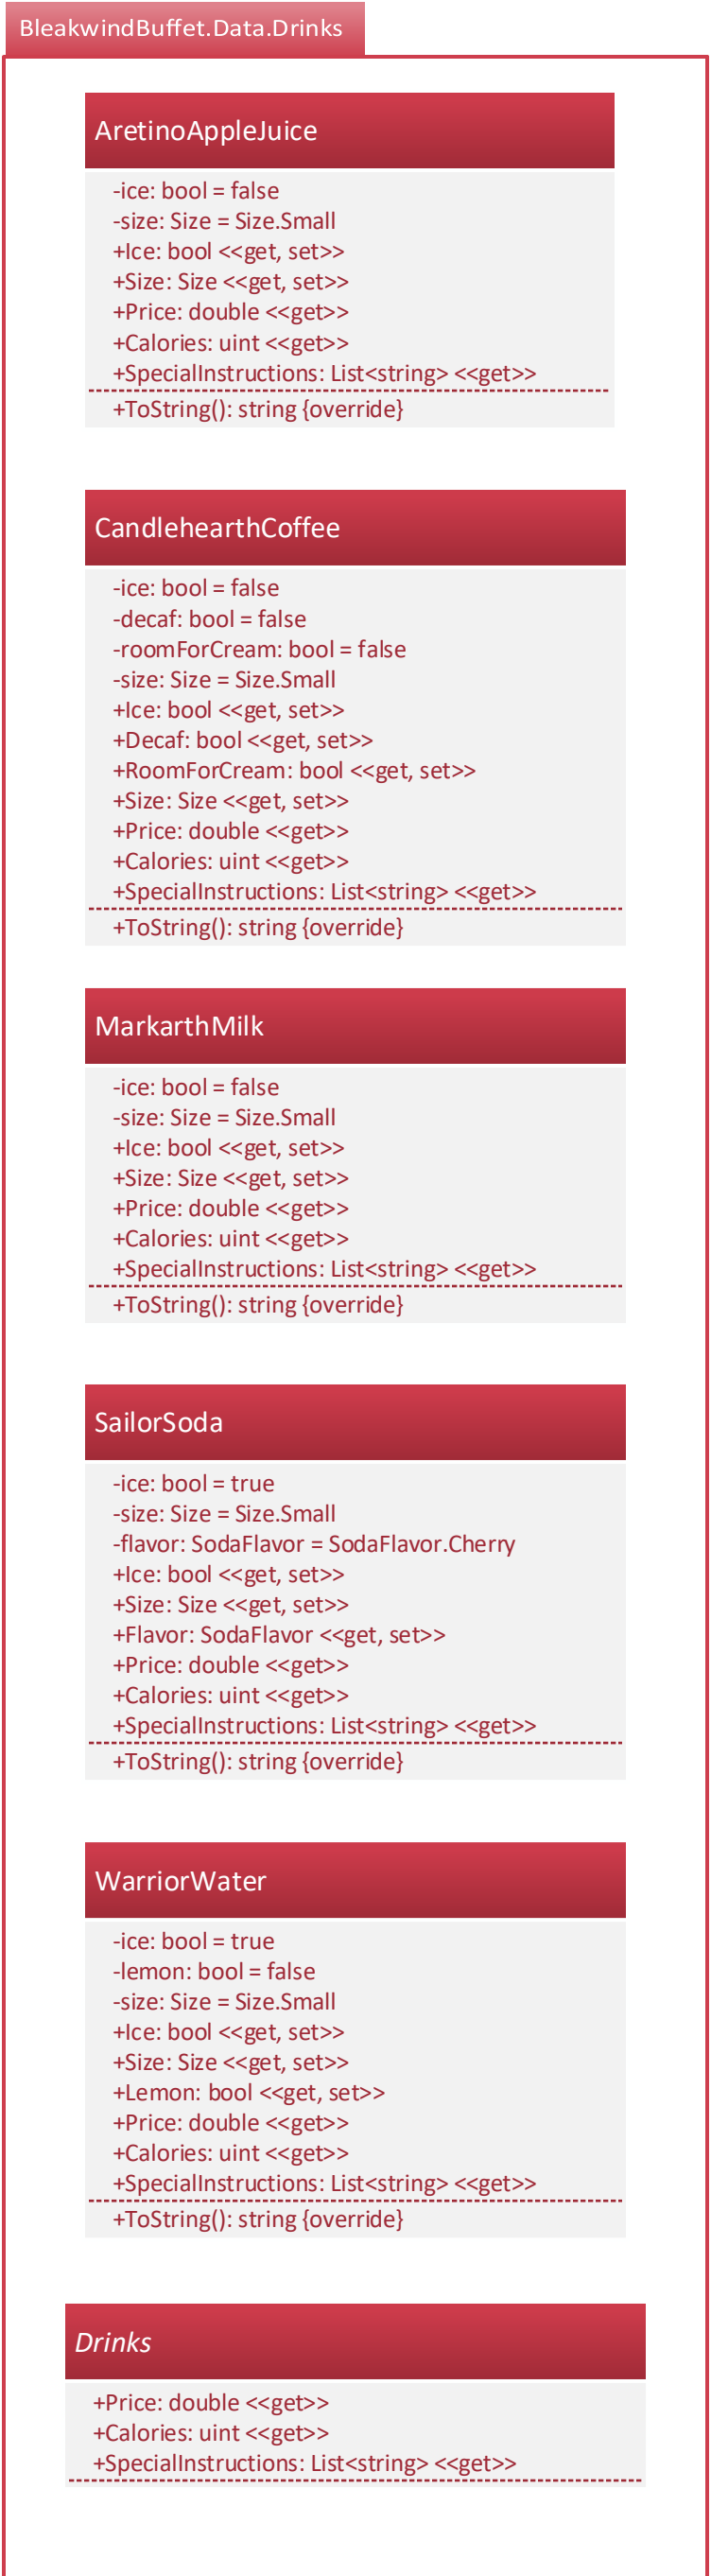 BleakwindBuffet.Data.Drinks
AretinoAppleJuice
-ice: bool = false
-size: Size = Size.Small
+Ice: bool <<get, set>>
+Size: Size <<get, set>>
+Price: double <<get>>
+Calories: uint <<get>>
+SpecialInstructions: List<string> <<get>>
+ToString(): string {override}
CandlehearthCoffee
-ice: bool = false
-decaf: bool = false
-roomForCream: bool = false
-size: Size = Size.Small
+Ice: bool <<get, set>>
+Decaf: bool <<get, set>>
+RoomForCream: bool <<get, set>>
+Size: Size <<get, set>>
+Price: double <<get>>
+Calories: uint <<get>>
+SpecialInstructions: List<string> <<get>>
+ToString(): string {override}
MarkarthMilk
-ice: bool = false
-size: Size = Size.Small
+Ice: bool <<get, set>>
+Size: Size <<get, set>>
+Price: double <<get>>
+Calories: uint <<get>>
+SpecialInstructions: List<string> <<get>>
+ToString(): string {override}
SailorSoda
-ice: bool = true
-size: Size = Size.Small
-flavor: SodaFlavor = SodaFlavor.Cherry
+Ice: bool <<get, set>>
+Size: Size <<get, set>>
+Flavor: SodaFlavor <<get, set>>
+Price: double <<get>>
+Calories: uint <<get>>
+SpecialInstructions: List<string> <<get>>
+ToString(): string {override}
WarriorWater
-ice: bool = true
-lemon: bool = false
-size: Size = Size.Small
+Ice: bool <<get, set>>
+Size: Size <<get, set>>
+Lemon: bool <<get, set>>
+Price: double <<get>>
+Calories: uint <<get>>
+SpecialInstructions: List<string> <<get>>
+ToString(): string {override}
Drinks
+Price: double <<get>>
+Calories: uint <<get>>
+SpecialInstructions: List<string> <<get>>